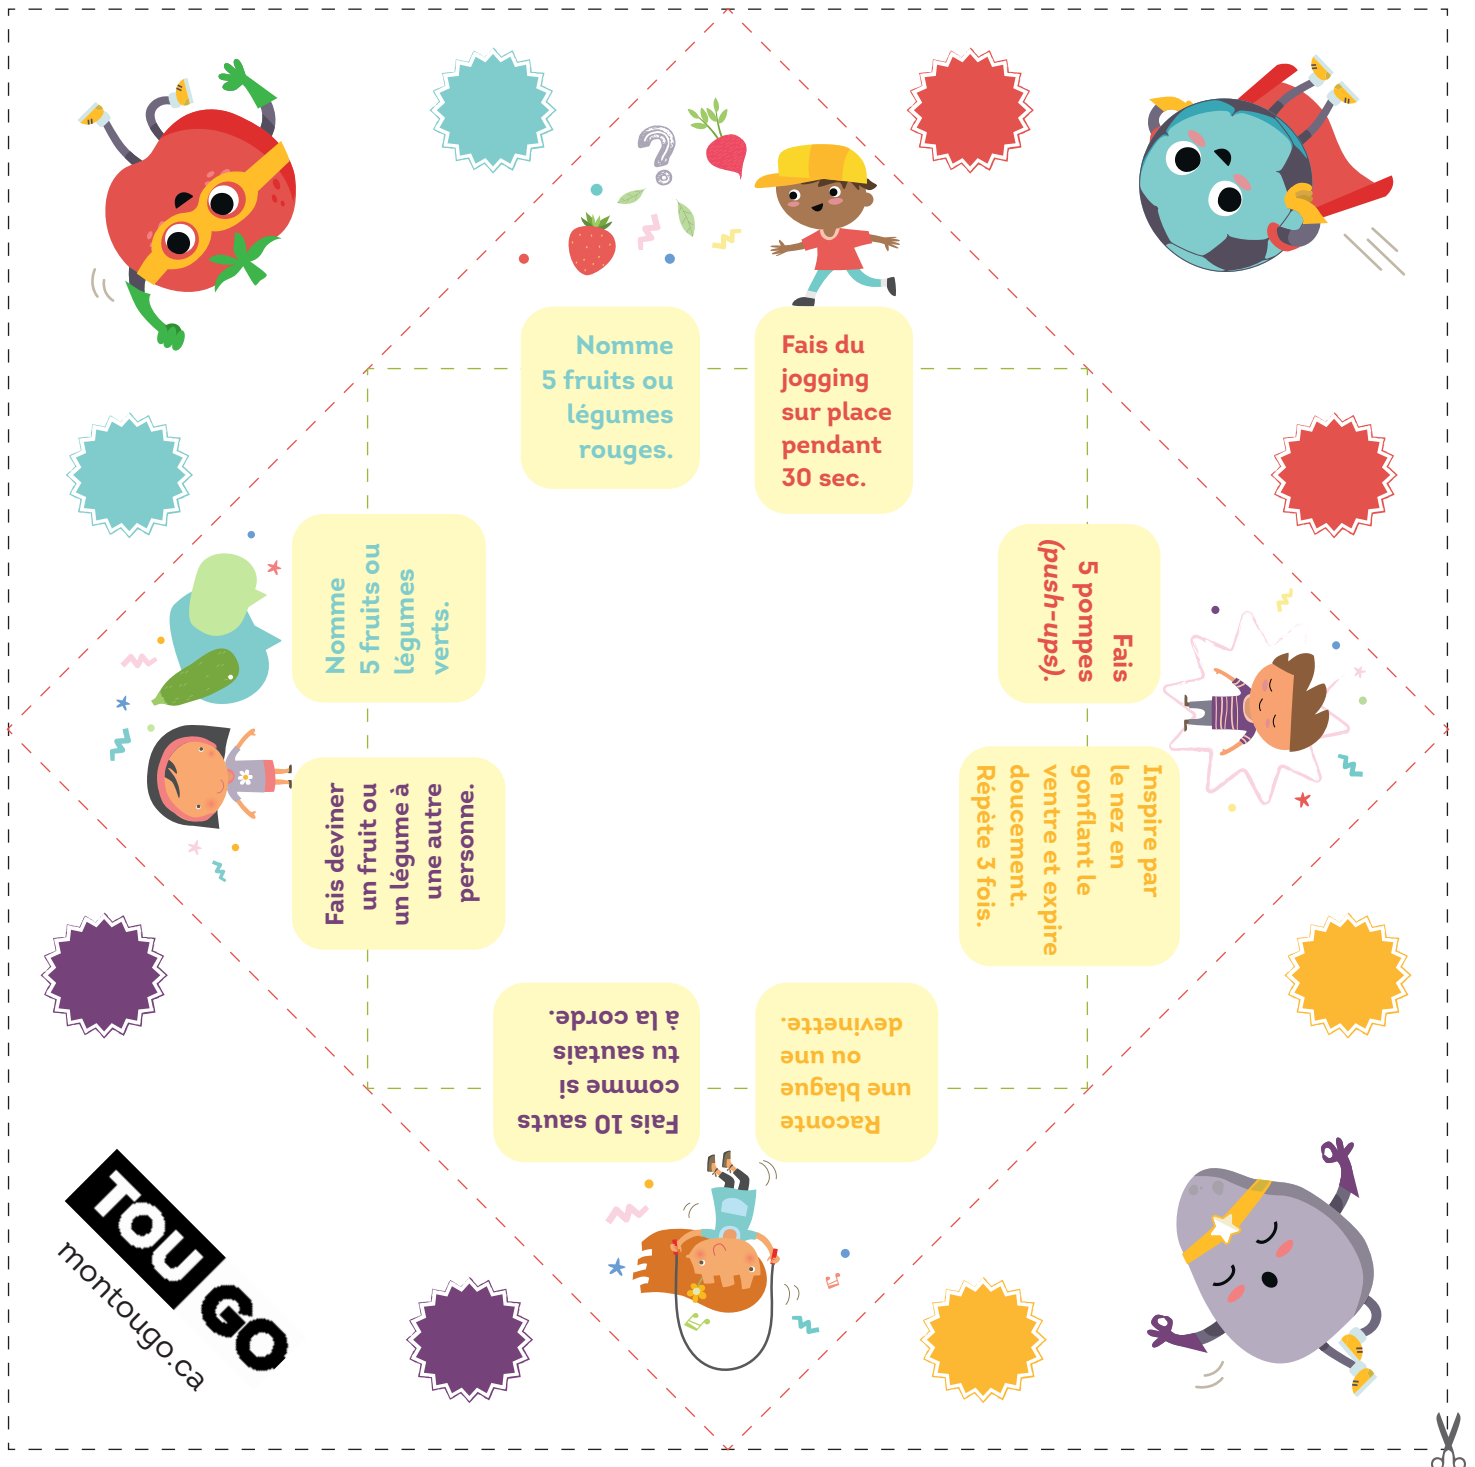 Nomme
5 fruits ou
légumes
rouges.
Fais du
jogging
sur place
pendant
30 sec.
Fais
5 pompes
(push-ups).
Inspire par
le nez en
gonflant le
ventre et expire
doucement.
Répète 3 fois.
Raconte
une blague
ou une
devinette.
Fais 10 sauts
comme si
tu sautais
à la corde.
Fais deviner
un fruit ou
un légume à
une autre
personne.
Nomme
5 fruits ou
légumes
verts.
TOUGO
montougo.ca